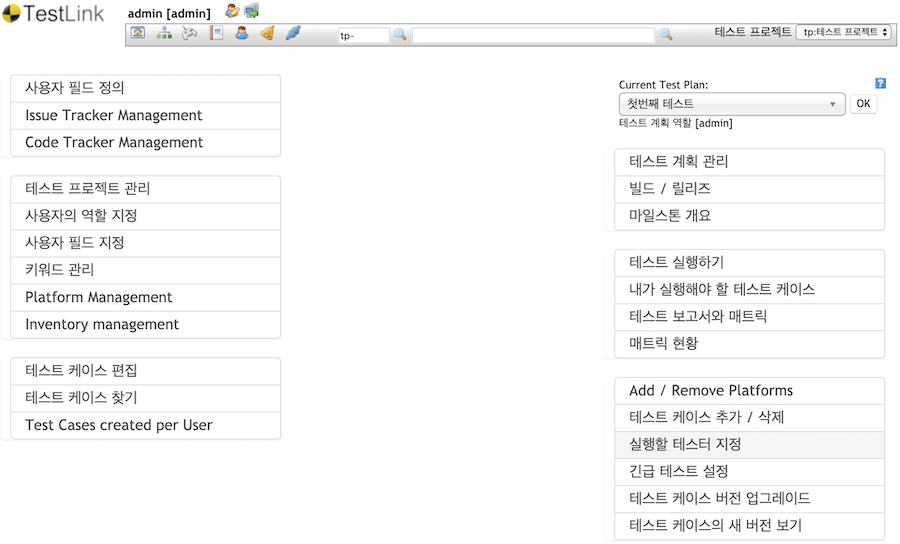 TestLink
admin [admin]
tp-
테스트 프로젝트
tp:테스트 프로젝트
사용자 필드 정의
Issue Tracker Management
Code Tracker Management
테스트 프로젝트 관리
사용자의 역할 지정
사용자 필드 지정
키워드 관리
Platform Management
Inventory management
테스트 케이스 편집
테스트 케이스 찾기
Test Cases created per User
?
Current Test Plan:
첫번째 테스트
OK
테스트 계획 역할 [admin]
테스트 계획 관리
빌드 / 릴리즈
마일스톤 개요
테스트 실행하기
내가 실행해야 할 테스트 케이스
테스트 보고서와 매트릭
매트릭 현황
Add / Remove Platforms
테스트 케이스 추가 / 삭제
실행할 테스터 지정
긴급 테스트 설정
테스트 케이스 버전 업그레이드
테스트 케이스의 새 버전 보기